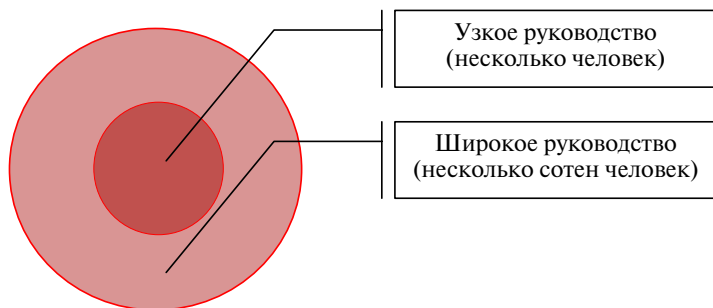 Узкое руководство
(несколько человек)
Широкое руководство
(несколько сотен человек)